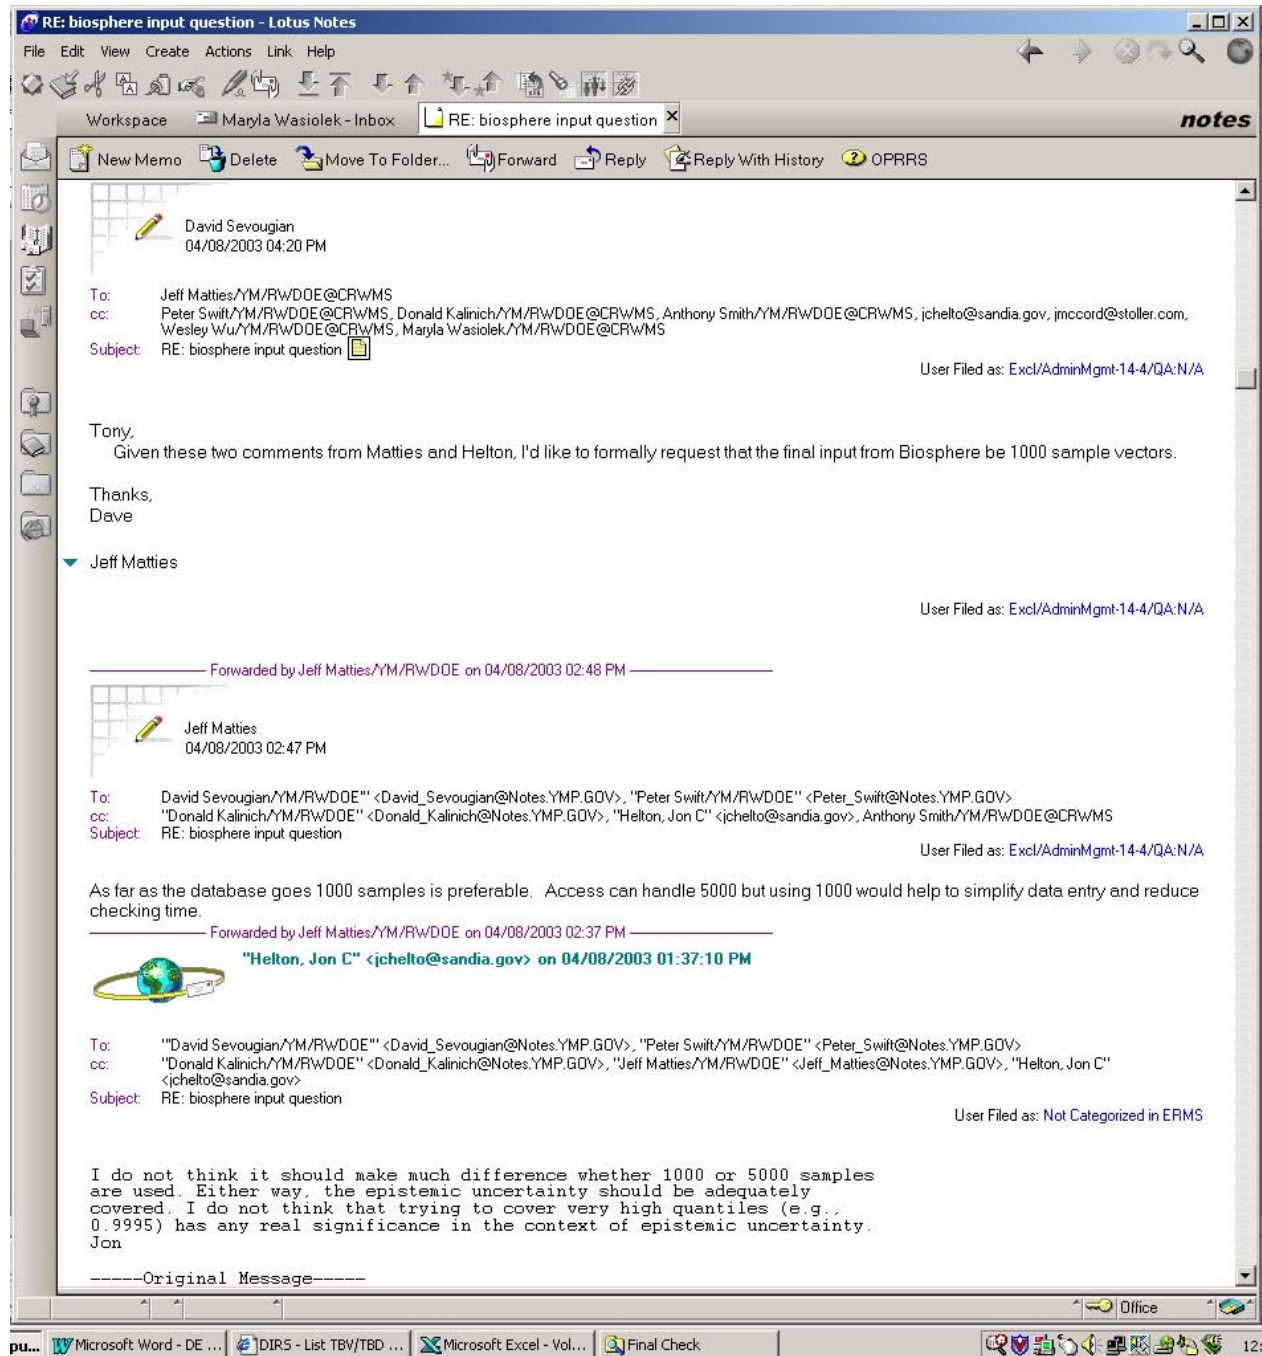 RE: biosphere input question - Lotus Notes
File Edit View Create Actions Link Help
Workspace Maryla Wasiolek - Inbox RE: biosphere input question notes
New Memo Delete Move To Folder... Forward Reply Reply With History OPRRS
David Sevougian
04/08/2003 04:20 PM
To: Jeff Matties/YM/RWDOE@CRWMS
cc: Peter Swift/YM/RWDOE@CRWMS, Donald Kalinich/YM/RWDOE@CRWMS, Anthony Smith/YM/RWDOE@CRWMS, jchelto@sandia.gov, jmccord@stoller.com,
Wesley Wu/YM/RWDOE@CRWMS, Maryla Wasiolek/YM/RWDOE@CRWMS
Subject: RE: biosphere input question
User Filed as: Excl/AdminMgmt-14-4/QA:N/A
Tony,
Given these two comments from Matties and Helton, I'd like to formally request that the final input from Biosphere be 1000 sample vectors.
Thanks,
Dave
Jeff Matties
User Filed as: Excl/AdminMgmt-14-4/QA:N/A
Forwarded by Jeff Matties/YM/RWDOE on 04/08/2003 02:48 PM
Jeff Matties
04/08/2003 02:47 PM
To: David Sevougian/YM/RWDOE"' <David_Sevougian@Notes.YMP.GOV>, "Peter Swift/YM/RWDOE" <Peter_Swift@Notes.YMP.GOV>
cc: "Donald Kalinich/YM/RWDOE" <Donald_Kalinich@Notes.YMP.GOV>, "Helton, Jon C" <jchelto@sandia.gov>, Anthony Smith/YM/RWDOE@CRWMS
Subject: RE: biosphere input question
User Filed as: Excl/AdminMgmt-14-4/QA:N/A
As far as the database goes 1000 samples is preferable. Access can handle 5000 but using 1000 would help to simplify data entry and reduce
checking time.
Forwarded by Jeff Matties/YM/RWDOE on 04/08/2003 02:37 PM
"Helton, Jon C" <jchelto@sandia.gov> on 04/08/2003 01:37:10 PM
To: "'David Sevougian/YM/RWDOE"' <David_Sevougian@Notes.YMP.GOV>, "Peter Swift/YM/RWDOE" <Peter_Swift@Notes.YMP.GOV>
cc: "Donald Kalinich/YM/RWDOE" <Donald_Kalinich@Notes.YMP.GOV>, "Jeff Matties/YM/RWDOE" <Jeff_Matties@Notes.YMP.GOV>, "Helton, Jon C"
<jchelto@sandia.gov>
Subject: RE: biosphere input question
User Filed as: Not Categorized in ERMS
I do not think it should make much difference whether 1000 or 5000 samples
are used. Either way, the epistemic uncertainty should be adequately
covered. I do not think that trying to cover very high quantiles (e.g.,
0.9995) has any real significance in the context of epistemic uncertainty.
Jon
-----Original Message-----
Office
pu... Microsoft Word - DE ... DIRS - List TBV/TBD ... Microsoft Excel - Vol... Final Check 12: